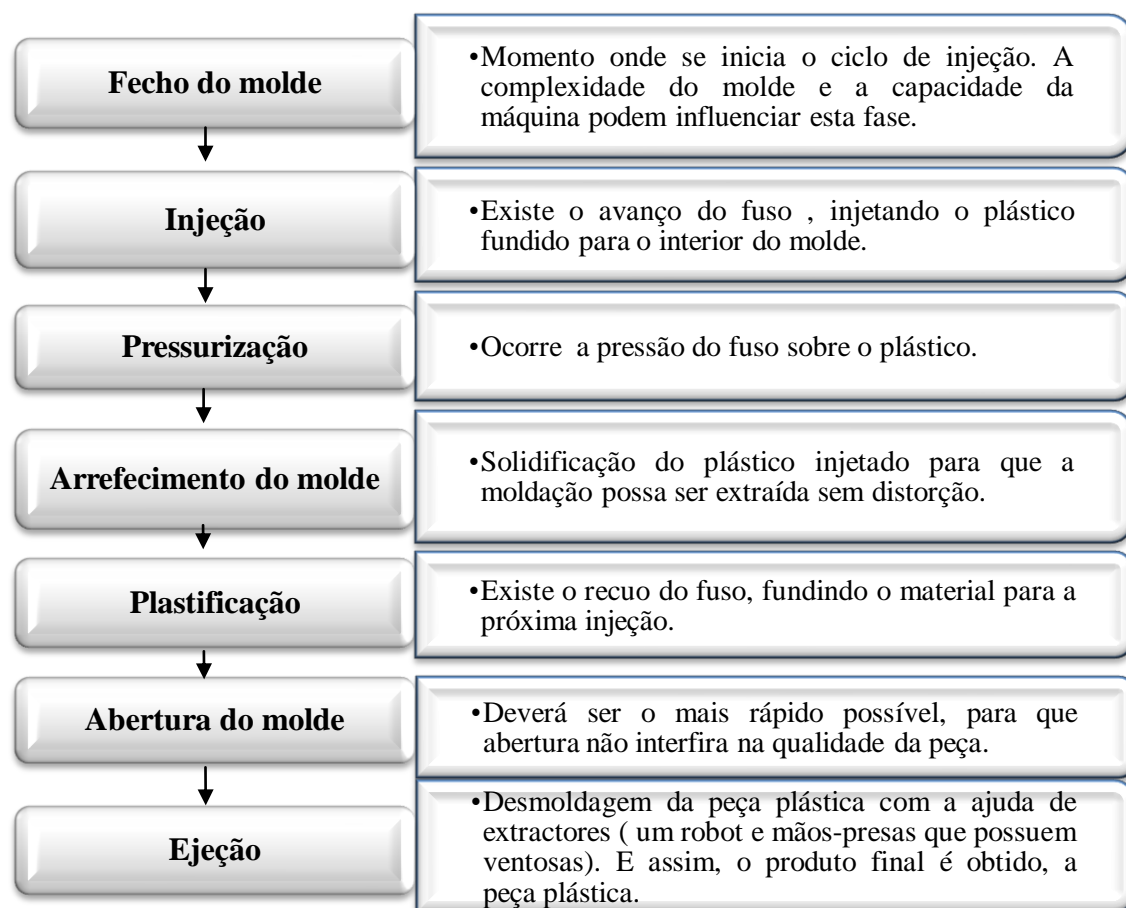 Fecho do molde
•Momento onde se inicia o ciclo de injeção. A
complexidade do molde e a capacidade da
máquina podem influenciar esta fase.
Injeção
•Existe o avanço do fuso , injetando o plástico
fundido para o interior do molde.
Pressurização
•Ocorre a pressão do fuso sobre o plástico.
Arrefecimento do molde
•Solidificação do plástico injetado para que a
moldação possa ser extraída sem distorção.
Plastificação
•Existe o recuo do fuso, fundindo o material para a
próxima injeção.
Abertura do molde
•Deverá ser o mais rápido possível, para que
abertura não interfira na qualidade da peça.
Ejeção
•Desmoldagem da peça plástica com a ajuda de
extractores ( um robot e mãos-presas que possuem
ventosas). E assim, o produto final é obtido, a
peça plástica.